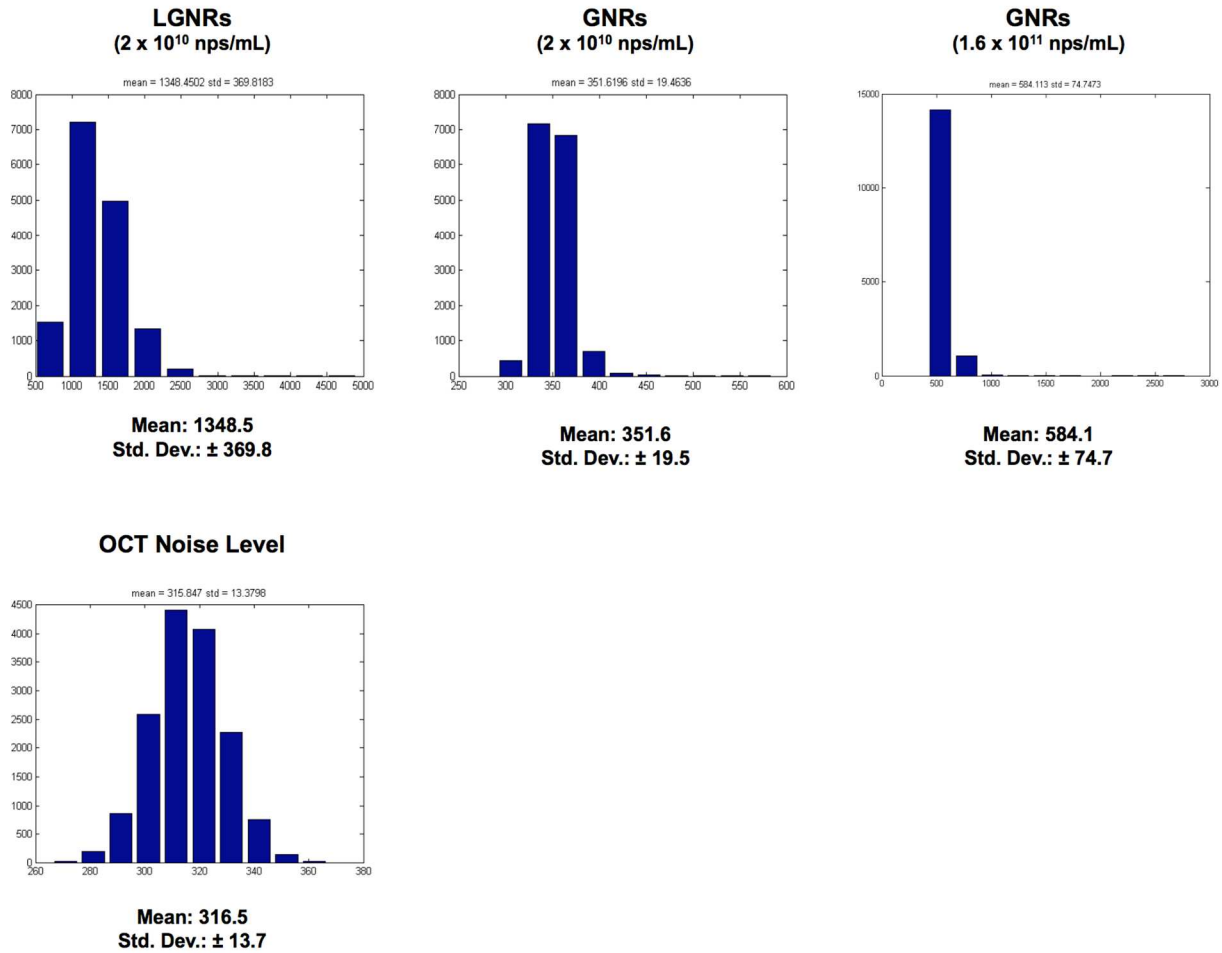 LGNRs
(2 x 10¹⁰ nps/mL)
mean = 1348.4502 std = 369.8183
8000
7000
6000
5000
4000
3000
2000
1000
0
500 1000 1500 2000 2500 3000 3500 4000 4500 5000
Mean: 1348.5
Std. Dev.: ± 369.8
GNRs
(2 x 10¹⁰ nps/mL)
mean = 351.6196 std = 19.4636
8000
7000
6000
5000
4000
3000
2000
1000
0
250 300 350 400 450 500 550 600
Mean: 351.6
Std. Dev.: ± 19.5
GNRs
(1.6 x 10¹¹ nps/mL)
mean = 584.113 std = 74.7473
15000
10000
5000
0
0 500 1000 1500 2000 2500 3000
Mean: 584.1
Std. Dev.: ± 74.7
OCT Noise Level
mean = 315.847 std = 13.3798
4500
4000
3500
3000
2500
2000
1500
1000
500
0
260 280 300 320 340 360 380
Mean: 316.5
Std. Dev.: ± 13.7